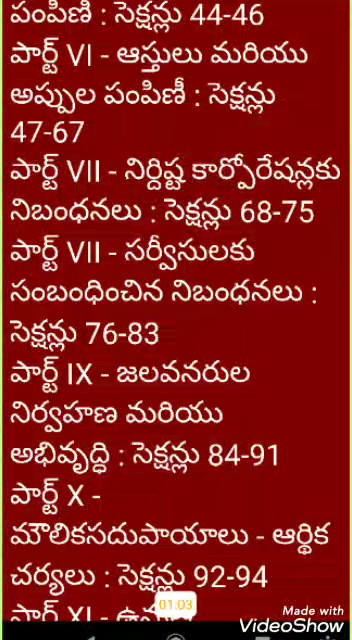 పంపిణీ : సెక్షన్లు 44-46
పార్ట్ VI - ఆస్తులు మరియు
అప్పుల పంపిణీ : సెక్షన్లు
47-67
పార్ట్ VII - నిర్దిష్ట కార్పోరేషన్లకు
నిబంధనలు : సెక్షన్లు 68-75
పార్ట్ VII - సర్వీసులకు
సంబంధించిన నిబంధనలు :
సెక్షన్లు 76-83
పార్ట్ IX - జలవనరుల
నిర్వహణ మరియు
అభివృద్ధి : సెక్షన్లు 84-91
పార్ట్ X -
మౌలికసదుపాయాలు - ఆర్థిక
చర్యలు : సెక్షన్లు 92-94
పార్ట్ XI -
01:03
Made with
VideoShow